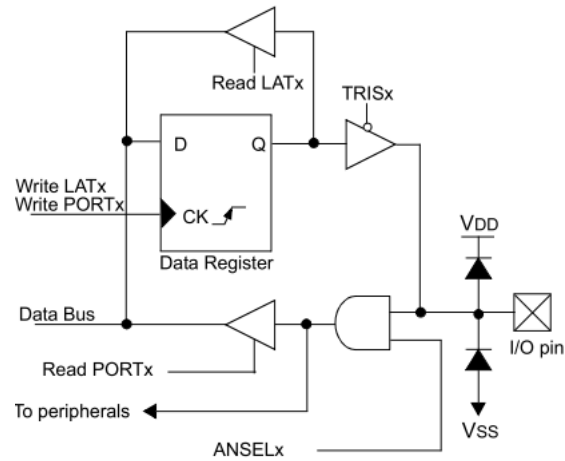 Read LATx
TRISx
D
Q
Write LATx
Write PORTx
CK
Data Register
VDD
Data Bus
I/O pin
Read PORTx
To peripherals
VSS
ANSELx